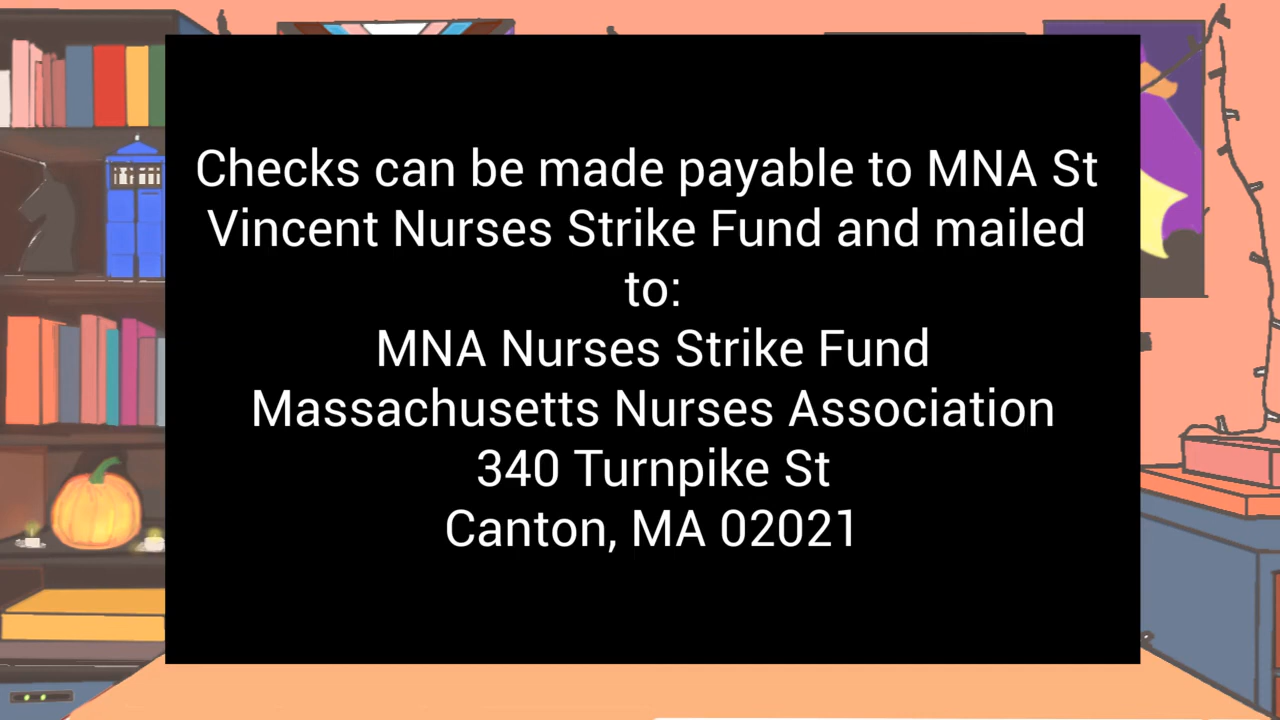 Checks can be made payable to MNA St
Vincent Nurses Strike Fund and mailed
to:
MNA Nurses Strike Fund
Massachusetts Nurses Association
340 Turnpike St
Canton, MA 02021